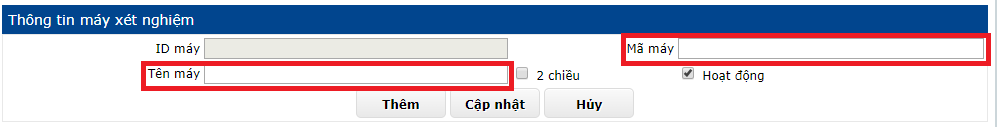 Thông tin máy xét nghiệm
ID máy Mã máy
Tên máy 2 chiều Hoạt động
Thêm Cập nhật Hủy